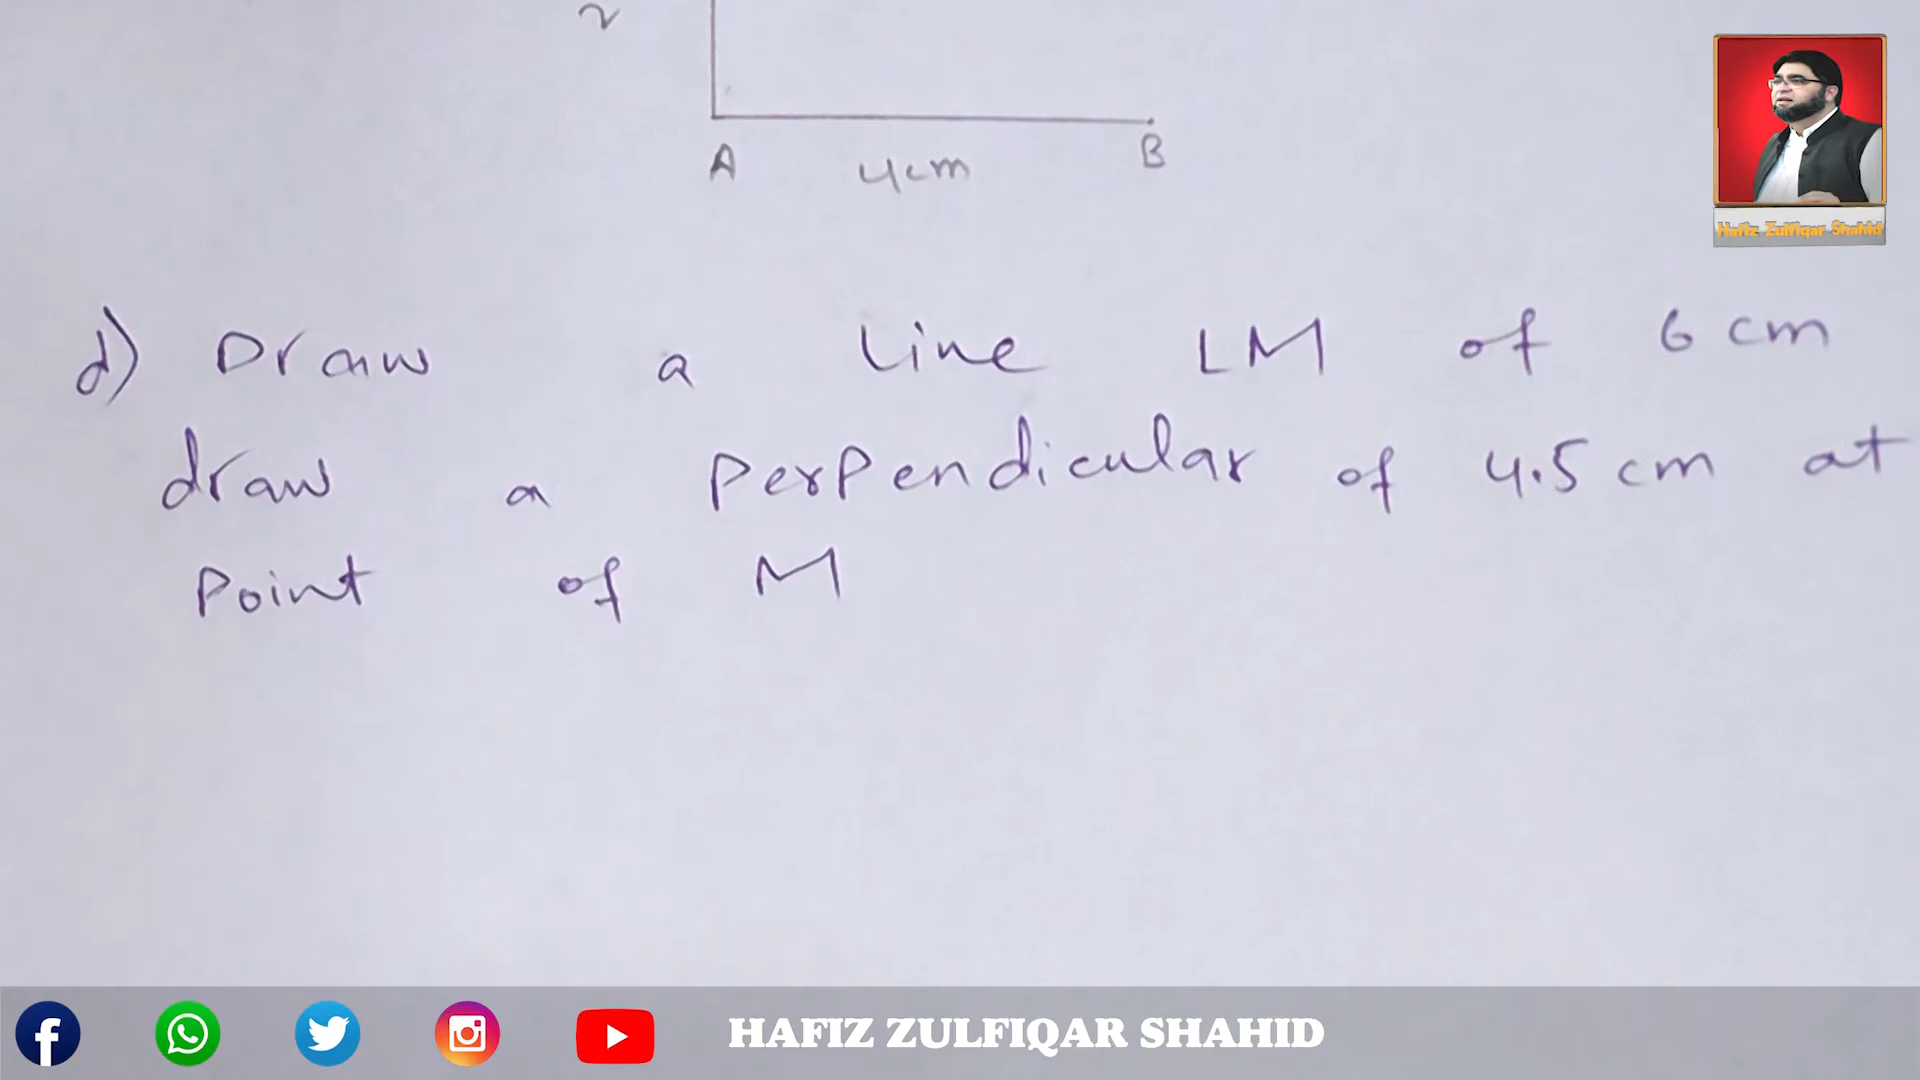 A 4cm B
Hafiz Zulfiqar Shahid
d) Draw a line LM of 6 cm
draw a perpendicular of 4.5 cm at
Point of M
HAFIZ ZULFIQAR SHAHID